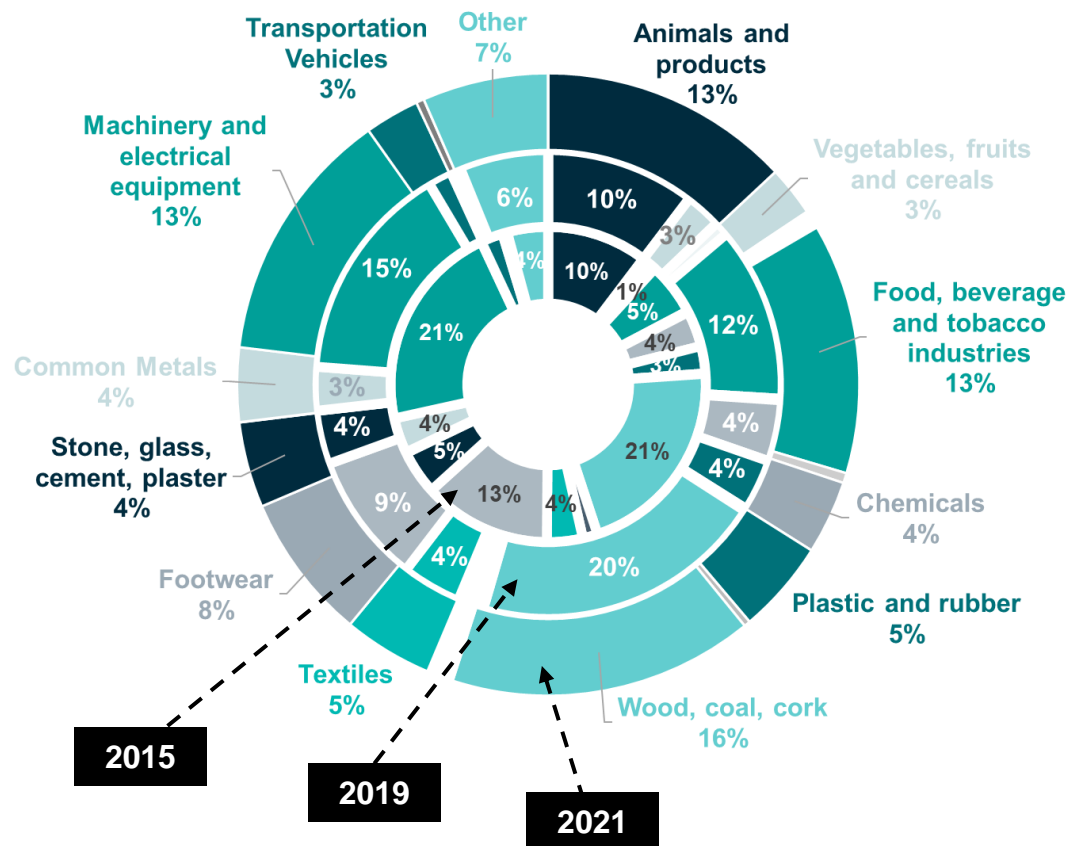 Transportation
Vehicles
3%
Other
7%
Animals and
products
13%
Machinery and
electrical
equipment
13%
Vegetables, fruits
and cereals
3%
6%
10%
3%
15%
4%
10%
1%
5%
12%
Food, beverage
and tobacco
industries
13%
21%
4%
3%
Common Metals
4%
3%
4%
4%
Stone, glass,
cement, plaster
4%
4%
5%
21%
4%
Chemicals
4%
9%
13%
4%
Footwear
8%
4%
20%
Plastic and rubber
5%
Textiles
5%
Wood, coal, cork
16%
2015
2019
2021